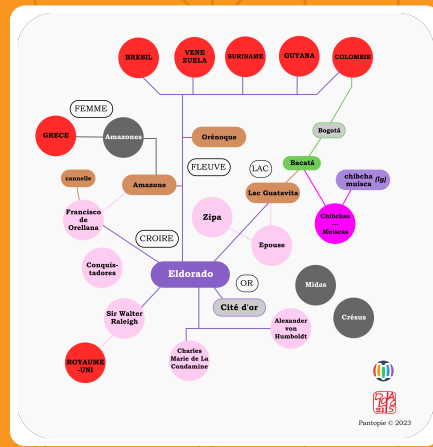 BRESIL
VENE
ZUELA
SURINAME
GUYANA
COLOMBIE
FEMME
GRECE
Amazones
Orénoque
Bogotá
FLEUVE
LAC
Bacatá
cannelle
Amazone
chibcha
muisca (lg)
Lac Guatavita
Francisco
de
Orellana
Zipa
Chibchas
---
Muiscas
CROIRE
Epouse
Conquis-
tadores
Eldorado
OR
Midas
Cité d'or
Sir Walter
Raleigh
Alexander
von
Humboldt
Crésus
ROYAUME
-UNI
Charles
Marie de La
Condamine
Pantopie © 2023